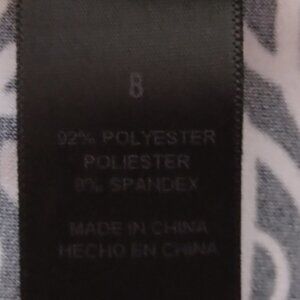 8
92% POLYESTER
POLIESTER
8% SPANDEX
MADE IN CHINA
HECHO EN CHINA